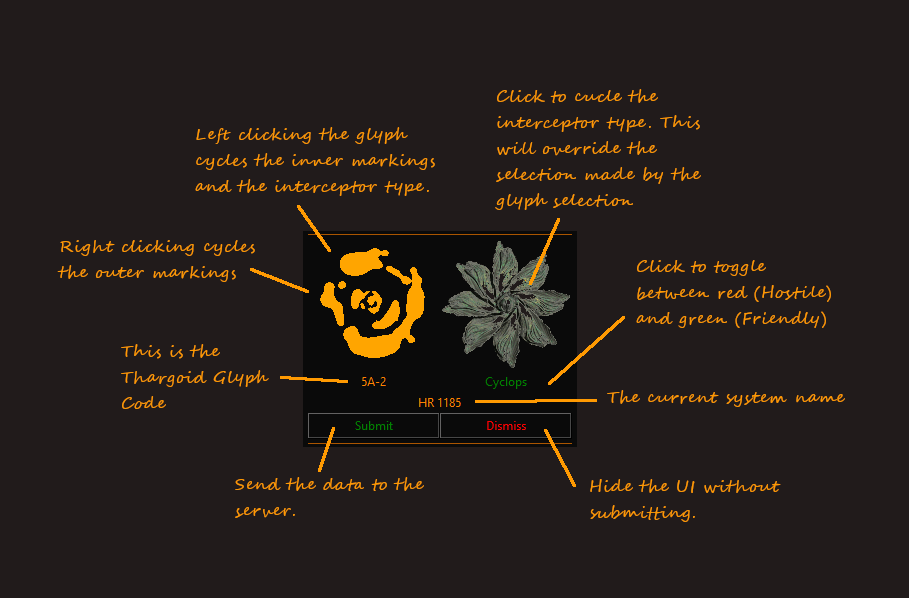 Click to cucle the
interceptor type. This
will override the
selection made by the
glyph selection
Left clicking the glyph
cycles the inner markings
and the interceptor type.
Right clicking cycles
the outer markings
Click to toggle
between red (Hostile)
and green (Friendly)
This is the
Thargoid Glyph
Code
5A-2
Cyclops
HR 1185
The current system name
Submit
Dismiss
Send the data to the
server.
Hide the UI without
submitting.